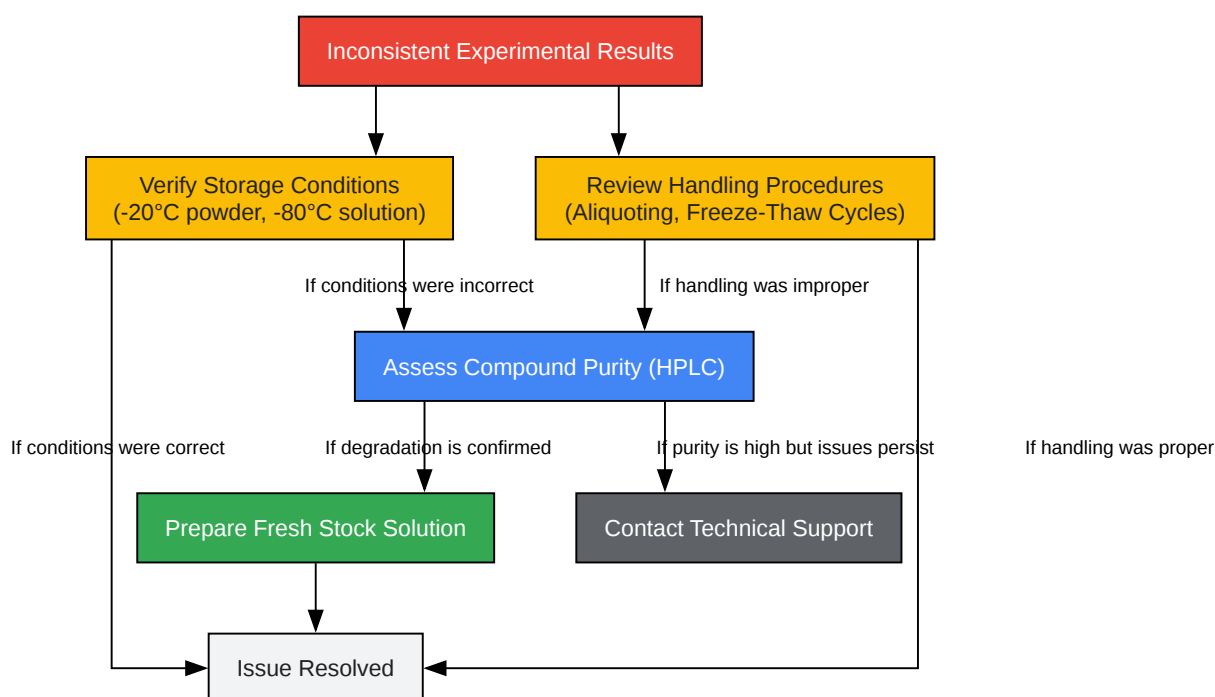 Inconsistent Experimental Results
Verify Storage Conditions
(-20°C powder, -80°C solution)
Review Handling Procedures
(Aliquoting, Freeze-Thaw Cycles)
If conditions were incorrect
If handling was improper
Assess Compound Purity (HPLC)
If conditions were correct
If degradation is confirmed
If purity is high but issues persist
If handling was proper
Prepare Fresh Stock Solution
Contact Technical Support
Issue Resolved